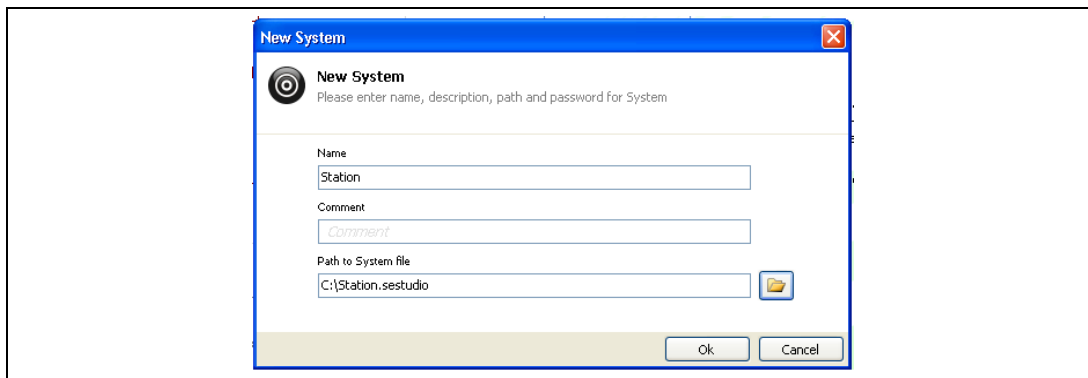 New System
New System
Please enter name, description, path and password for System
Name
Station
Comment
Comment
Path to System file
C:\Station.sestudio
Ok Cancel